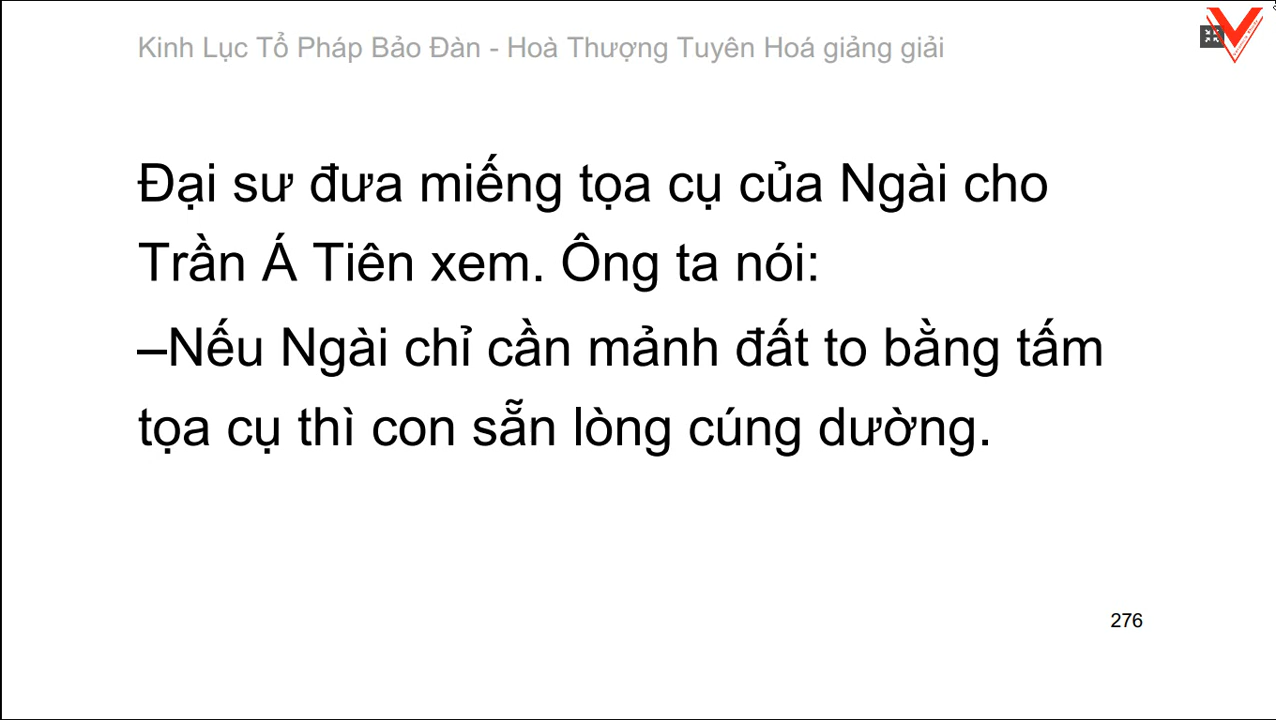 Kinh Lục Tổ Pháp Bảo Đàn - Hoà Thượng Tuyên Hoá giảng giải
Đại sư đưa miếng tọa cụ của Ngài cho
Trần Á Tiên xem. Ông ta nói:
–Nếu Ngài chỉ cần mảnh đất to bằng tấm
tọa cụ thì con sẵn lòng cúng dường.
276